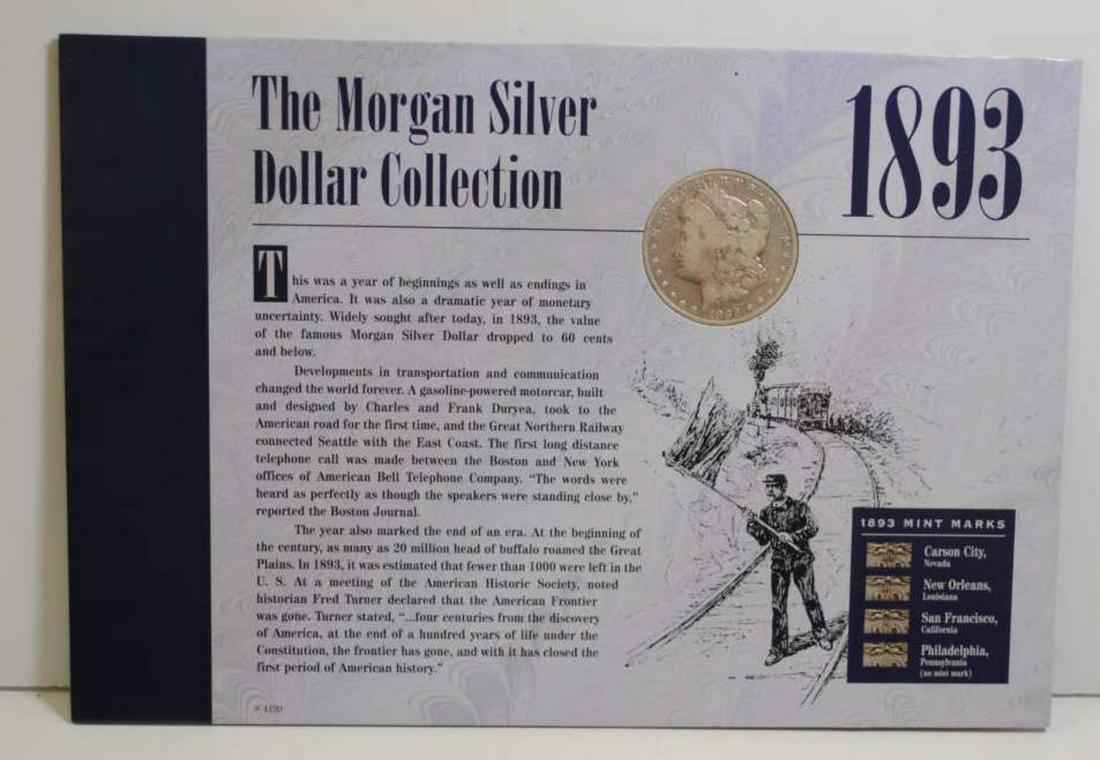 The Morgan Silver
Dollar Collection
1893
This was a year of beginnings as well as endings in
America. It was also a dramatic year of monetary
uncertainty. Widely sought after today, in 1893, the value
of the famous Morgan Silver Dollar dropped to 60 cents
and below.
Developments in transportation and communication
changed the world forever. A gasoline-powered motorcar, built
and designed by Charles and Frank Duryea, took to the
American road for the first time, and the Great Northern Railway
connected Seattle with the East Coast. The first long distance
telephone call was made between the Boston and New York
offices of American Bell Telephone Company. “The words were
heard as perfectly as though the speakers were standing close by,”
reported the Boston Journal.
The year also marked the end of an era. At the beginning of
the century, as many as 20 million head of buffalo roamed the Great
Plains. In 1893, it was estimated that fewer than 1000 were left in the
U. S. At a meeting of the American Historic Society, noted
historian Fred Turner declared that the American Frontier
was gone. Turner stated, “...four centuries from the discovery
of America, at the end of a hundred years of life under the
Constitution, the frontier has gone, and with it has closed the
first period of American history.”
1893 MINT MARKS
Carson City,
Nevada
New Orleans,
Louisiana
San Francisco,
California
Philadelphia,
Pennsylvania
(no mint mark)